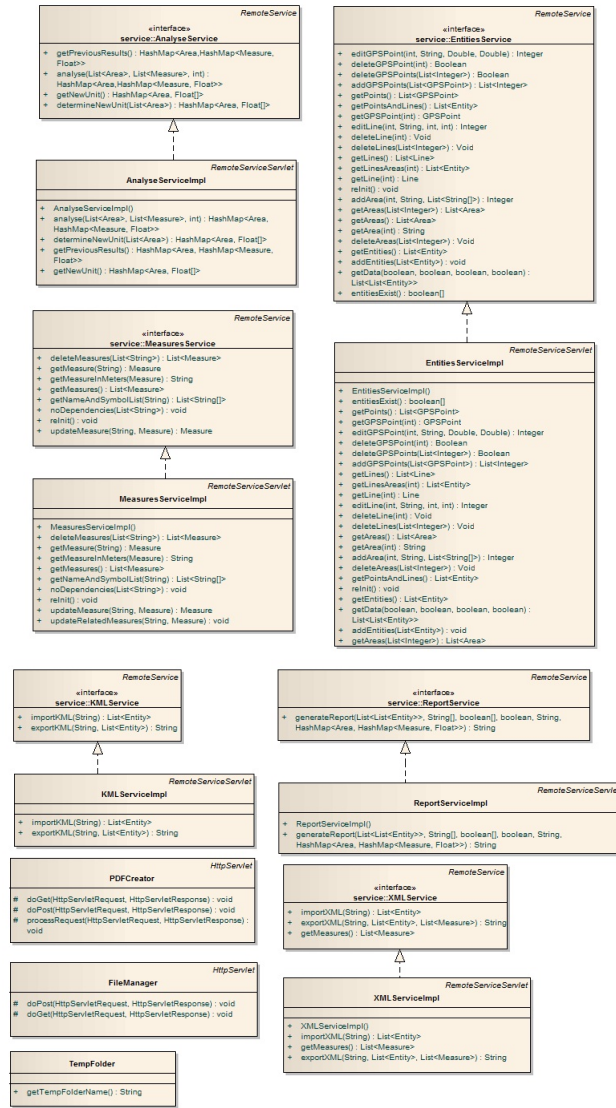 RemoteService
«interface»
service::AnalyseService
+ getPreviousResults() : HashMap<Area,HashMap<Measure,
Float>>
+ analyse(List<Area>, List<Measure>, int) :
HashMap<Area,HashMap<Measure, Float>>
+ getNewUnit() : HashMap<Area, Float[]>
+ determineNewUnit(List<Area>) : HashMap<Area, Float[]>
RemoteServiceServlet
AnalyseServiceImpl
+ AnalyseServiceImpl()
+ analyse(List<Area>, List<Measure>, int) : HashMap<Area,
HashMap<Measure, Float>>
+ determineNewUnit(List<Area>) : HashMap<Area, Float[]>
+ getPreviousResults() : HashMap<Area, HashMap<Measure,
Float>>
+ getNewUnit() : HashMap<Area, Float[]>
RemoteService
«interface»
service::EntitiesService
+ editGPSPoint(int, String, Double, Double) : Integer
+ deleteGPSPoint(int) : Boolean
+ deleteGPSPoints(List<Integer>) : Boolean
+ addGPSPoints(List<GPSPoint>) : List<Integer>
+ getPoints() : List<GPSPoint>
+ getPointsAndLines() : List<Entity>
+ getGPSPoint(int) : GPSPoint
+ editLine(int, String, int, int) : Integer
+ deleteLine(int) : Void
+ deleteLines(List<Integer>) : Void
+ getLines() : List<Line>
+ getLinesAreas(int) : List<Entity>
+ getLine(int) : Line
+ reInit() : void
+ addArea(int, String, List<String[]>) : Integer
+ getAreas(List<Integer>) : List<Area>
+ getAreas() : List<Area>
+ getArea(int) : String
+ deleteAreas(List<Integer>) : Void
+ getEntities() : List<Entity>
+ addEntities(List<Entity>) : void
+ getData(boolean, boolean, boolean, boolean) :
List<List<Entity>>
+ entitiesExist() : boolean[]
RemoteService
«interface»
service::MeasuresService
+ deleteMeasures(List<String>) : List<Measure>
+ getMeasure(String) : Measure
+ getMeasureInMeters(Measure) : String
+ getMeasures() : List<Measure>
+ getNameAndSymbolList(String) : List<String[]>
+ noDependencies(List<String>) : void
+ reInit() : void
+ updateMeasure(String, Measure) : Measure
RemoteServiceServlet
MeasuresServiceImpl
+ MeasuresServiceImpl()
+ deleteMeasures(List<String>) : List<Measure>
+ getMeasure(String) : Measure
+ getMeasureInMeters(Measure) : String
+ getMeasures() : List<Measure>
+ getNameAndSymbolList(String) : List<String[]>
+ noDependencies(List<String>) : void
+ reInit() : void
+ updateMeasure(String, Measure) : Measure
+ updateRelatedMeasures(String, Measure) : void
RemoteServiceServlet
EntitiesServiceImpl
+ EntitiesServiceImpl()
+ entitiesExist() : boolean[]
+ getPoints() : List<GPSPoint>
+ getGPSPoint(int) : GPSPoint
+ editGPSPoint(int, String, Double, Double) : Integer
+ deleteGPSPoint(int) : Boolean
+ deleteGPSPoints(List<Integer>) : Boolean
+ addGPSPoints(List<GPSPoint>) : List<Integer>
+ getLines() : List<Line>
+ getLinesAreas(int) : List<Entity>
+ getLine(int) : Line
+ editLine(int, String, int, int) : Integer
+ deleteLine(int) : Void
+ deleteLines(List<Integer>) : Void
+ getAreas() : List<Area>
+ getArea(int) : String
+ addArea(int, String, List<String[]>) : Integer
+ deleteAreas(List<Integer>) : Void
+ getPointsAndLines() : List<Entity>
+ reInit() : void
+ getEntities() : List<Entity>
+ getData(boolean, boolean, boolean, boolean) :
List<List<Entity>>
+ addEntities(List<Entity>) : void
+ getAreas(List<Integer>) : List<Area>
RemoteService
«interface»
service::KMLService
+ importKML(String) : List<Entity>
+ exportKML(String, List<Entity>) : String
RemoteServiceServlet
KMLServiceImpl
+ importKML(String) : List<Entity>
+ exportKML(String, List<Entity>) : String
RemoteService
«interface»
service::ReportService
+ generateReport(List<List<Entity>>, String[], boolean[], boolean, String,
HashMap<Area, HashMap<Measure, Float>>) : String
RemoteServiceServlet
ReportServiceImpl
+ ReportServiceImpl()
+ generateReport(List<List<Entity>>, String[], boolean[], boolean, String,
HashMap<Area, HashMap<Measure, Float>>) : String
HttpServlet
PDFCreator
# doGet(HttpServletRequest, HttpServletResponse) : void
# doPost(HttpServletRequest, HttpServletResponse) : void
# processRequest(HttpServletRequest, HttpServletResponse) :
void
RemoteService
«interface»
service::XMLService
+ importXML(String) : List<Entity>
+ exportXML(String, List<Entity>, List<Measure>) : String
+ getMeasures() : List<Measure>
HttpServlet
FileManager
# doPost(HttpServletRequest, HttpServletResponse) : void
# doGet(HttpServletRequest, HttpServletResponse) : void
RemoteServiceServlet
XMLServiceImpl
+ XMLServiceImpl()
+ importXML(String) : List<Entity>
+ getMeasures() : List<Measure>
+ exportXML(String, List<Entity>, List<Measure>) : String
TempFolder
+ getTempFolderName() : String